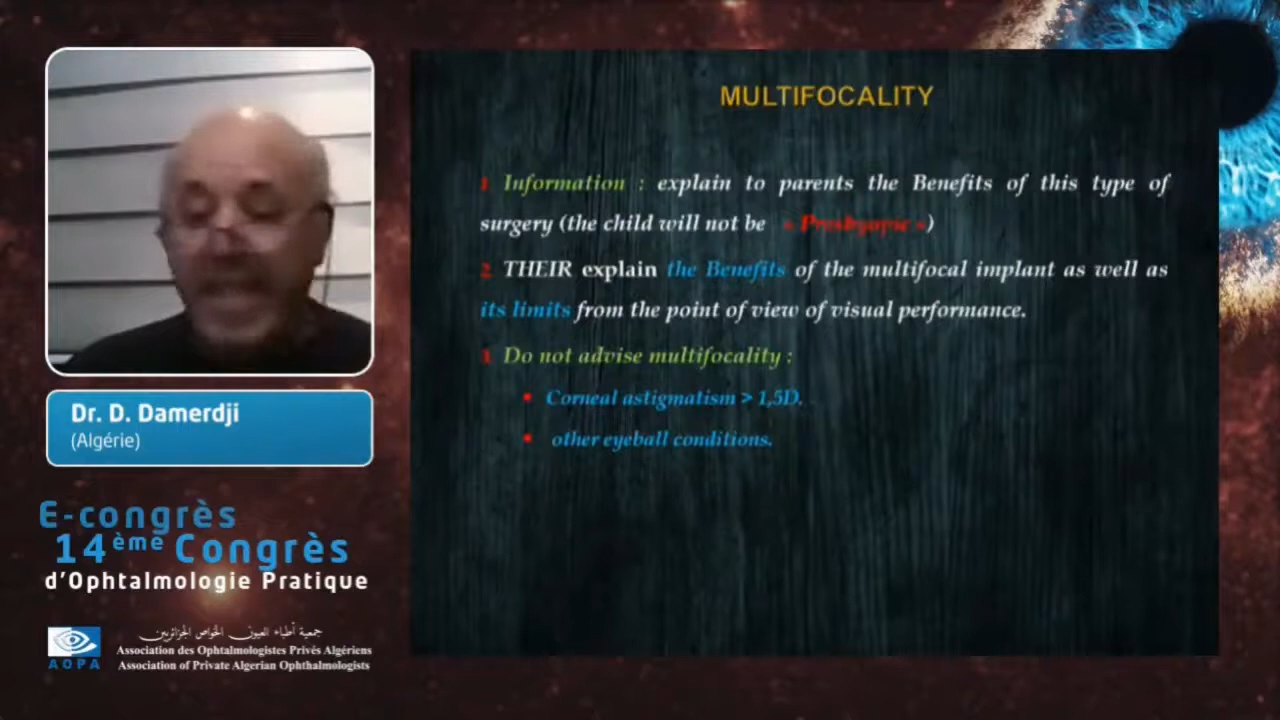 MULTIFOCALITY
1 Information : explain to parents the Benefits of this type of
surgery (the child will not be « Presbyopic »)
2 THEIR explain the Benefits of the multifocal implant as well as
its limits from the point of view of visual performance.
3 Do not advise multifocality :
Corneal astigmatism > 1,5D.
other eyeball conditions.
Dr. D. Damerdji
(Algérie)
E-congrès
14ème Congrès
d'Ophtalmologie Pratique
جمعية أطباء العيون الخواص الجزائريين
Association des Ophtalmologistes Privés Algériens
Association of Private Algerian Ophthalmologists
AOPA